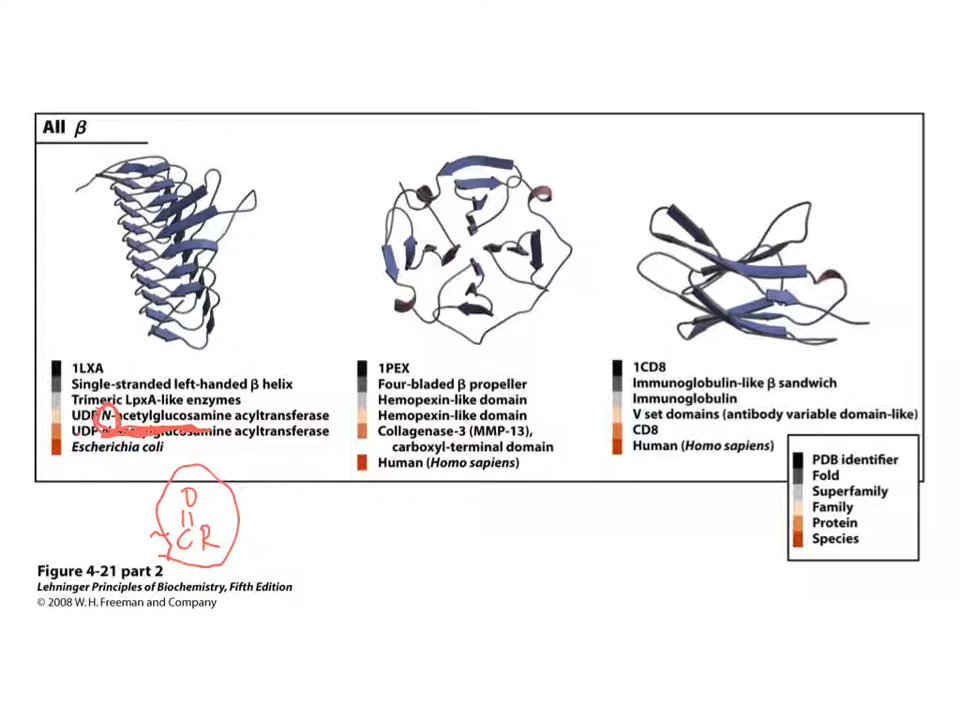 All β
1LXA
Single-stranded left-handed β helix
Trimeric LpxA-like enzymes
UDP N-acetylglucosamine acyltransferase
UDP N-acetylglucosamine acyltransferase
Escherichia coli
1PEX
Four-bladed β propeller
Hemopexin-like domain
Hemopexin-like domain
Collagenase-3 (MMP-13),
carboxyl-terminal domain
Human (Homo sapiens)
1CD8
Immunoglobulin-like β sandwich
Immunoglobulin
V set domains (antibody variable domain-like)
CD8
Human (Homo sapiens)
PDB identifier
Fold
Superfamily
Family
Protein
Species
O
CR
Figure 4-21 part 2
Lehninger Principles of Biochemistry, Fifth Edition
© 2008 W. H. Freeman and Company